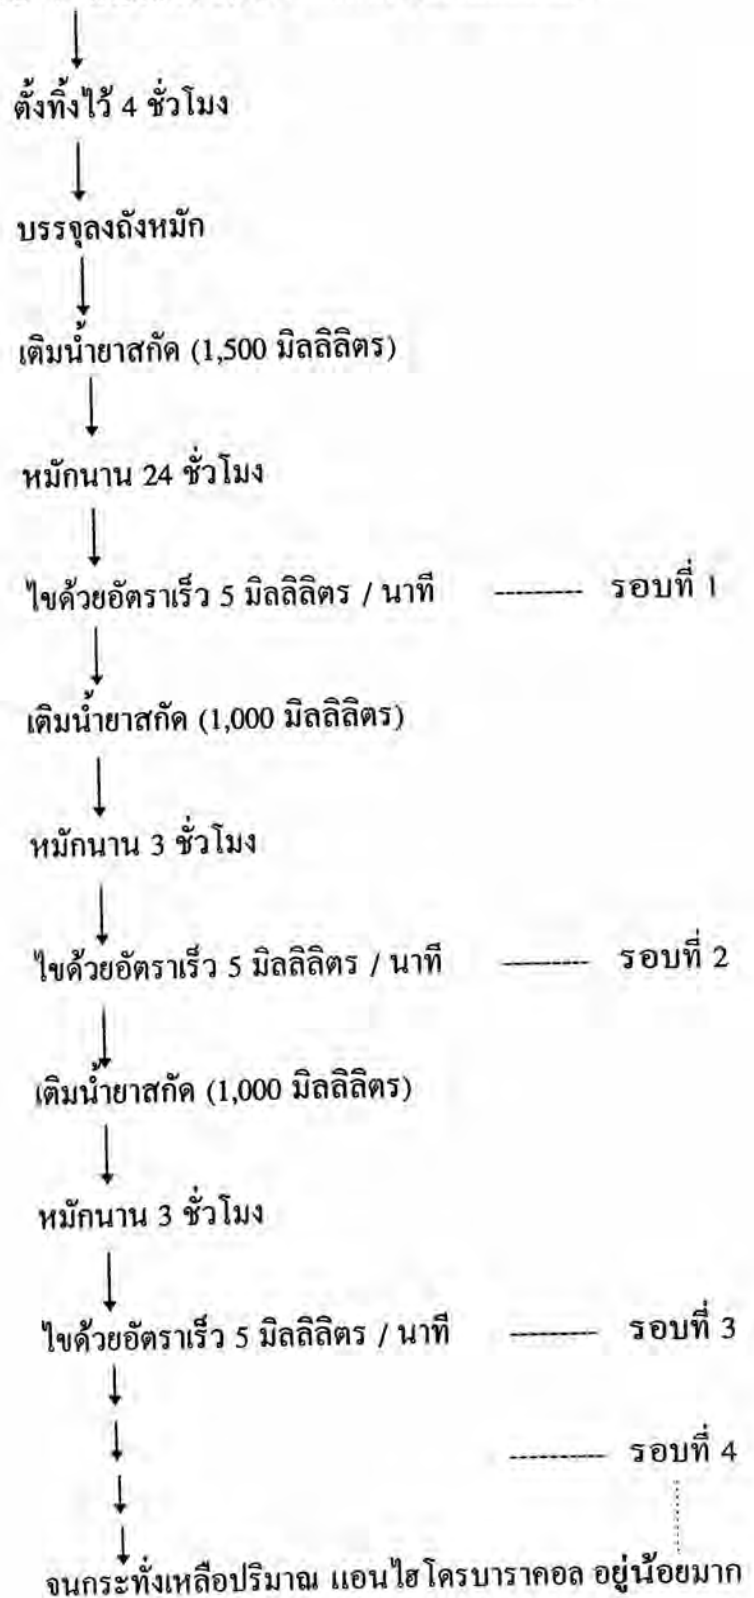 ตั้งทิ้งไว้ 4 ชั่วโมง
บรรจุลงถังหมัก
เติมน้ำยาสกัด (1,500 มิลลิลิตร)
หมักนาน 24 ชั่วโมง
ไขด้วยอัตราเร็ว 5 มิลลิลิตร / นาที --------- รอบที่ 1
เติมน้ำยาสกัด (1,000 มิลลิลิตร)
หมักนาน 3 ชั่วโมง
ไขด้วยอัตราเร็ว 5 มิลลิลิตร / นาที --------- รอบที่ 2
เติมน้ำยาสกัด (1,000 มิลลิลิตร)
หมักนาน 3 ชั่วโมง
ไขด้วยอัตราเร็ว 5 มิลลิลิตร / นาที --------- รอบที่ 3
--------- รอบที่ 4
จนกระทั่งเหลือปริมาณ แอนไฮโดรบาราคอล อยู่น้อยมาก